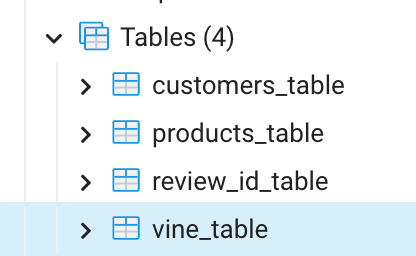 Tables (4)
customers_table
products_table
review_id_table
vine_table